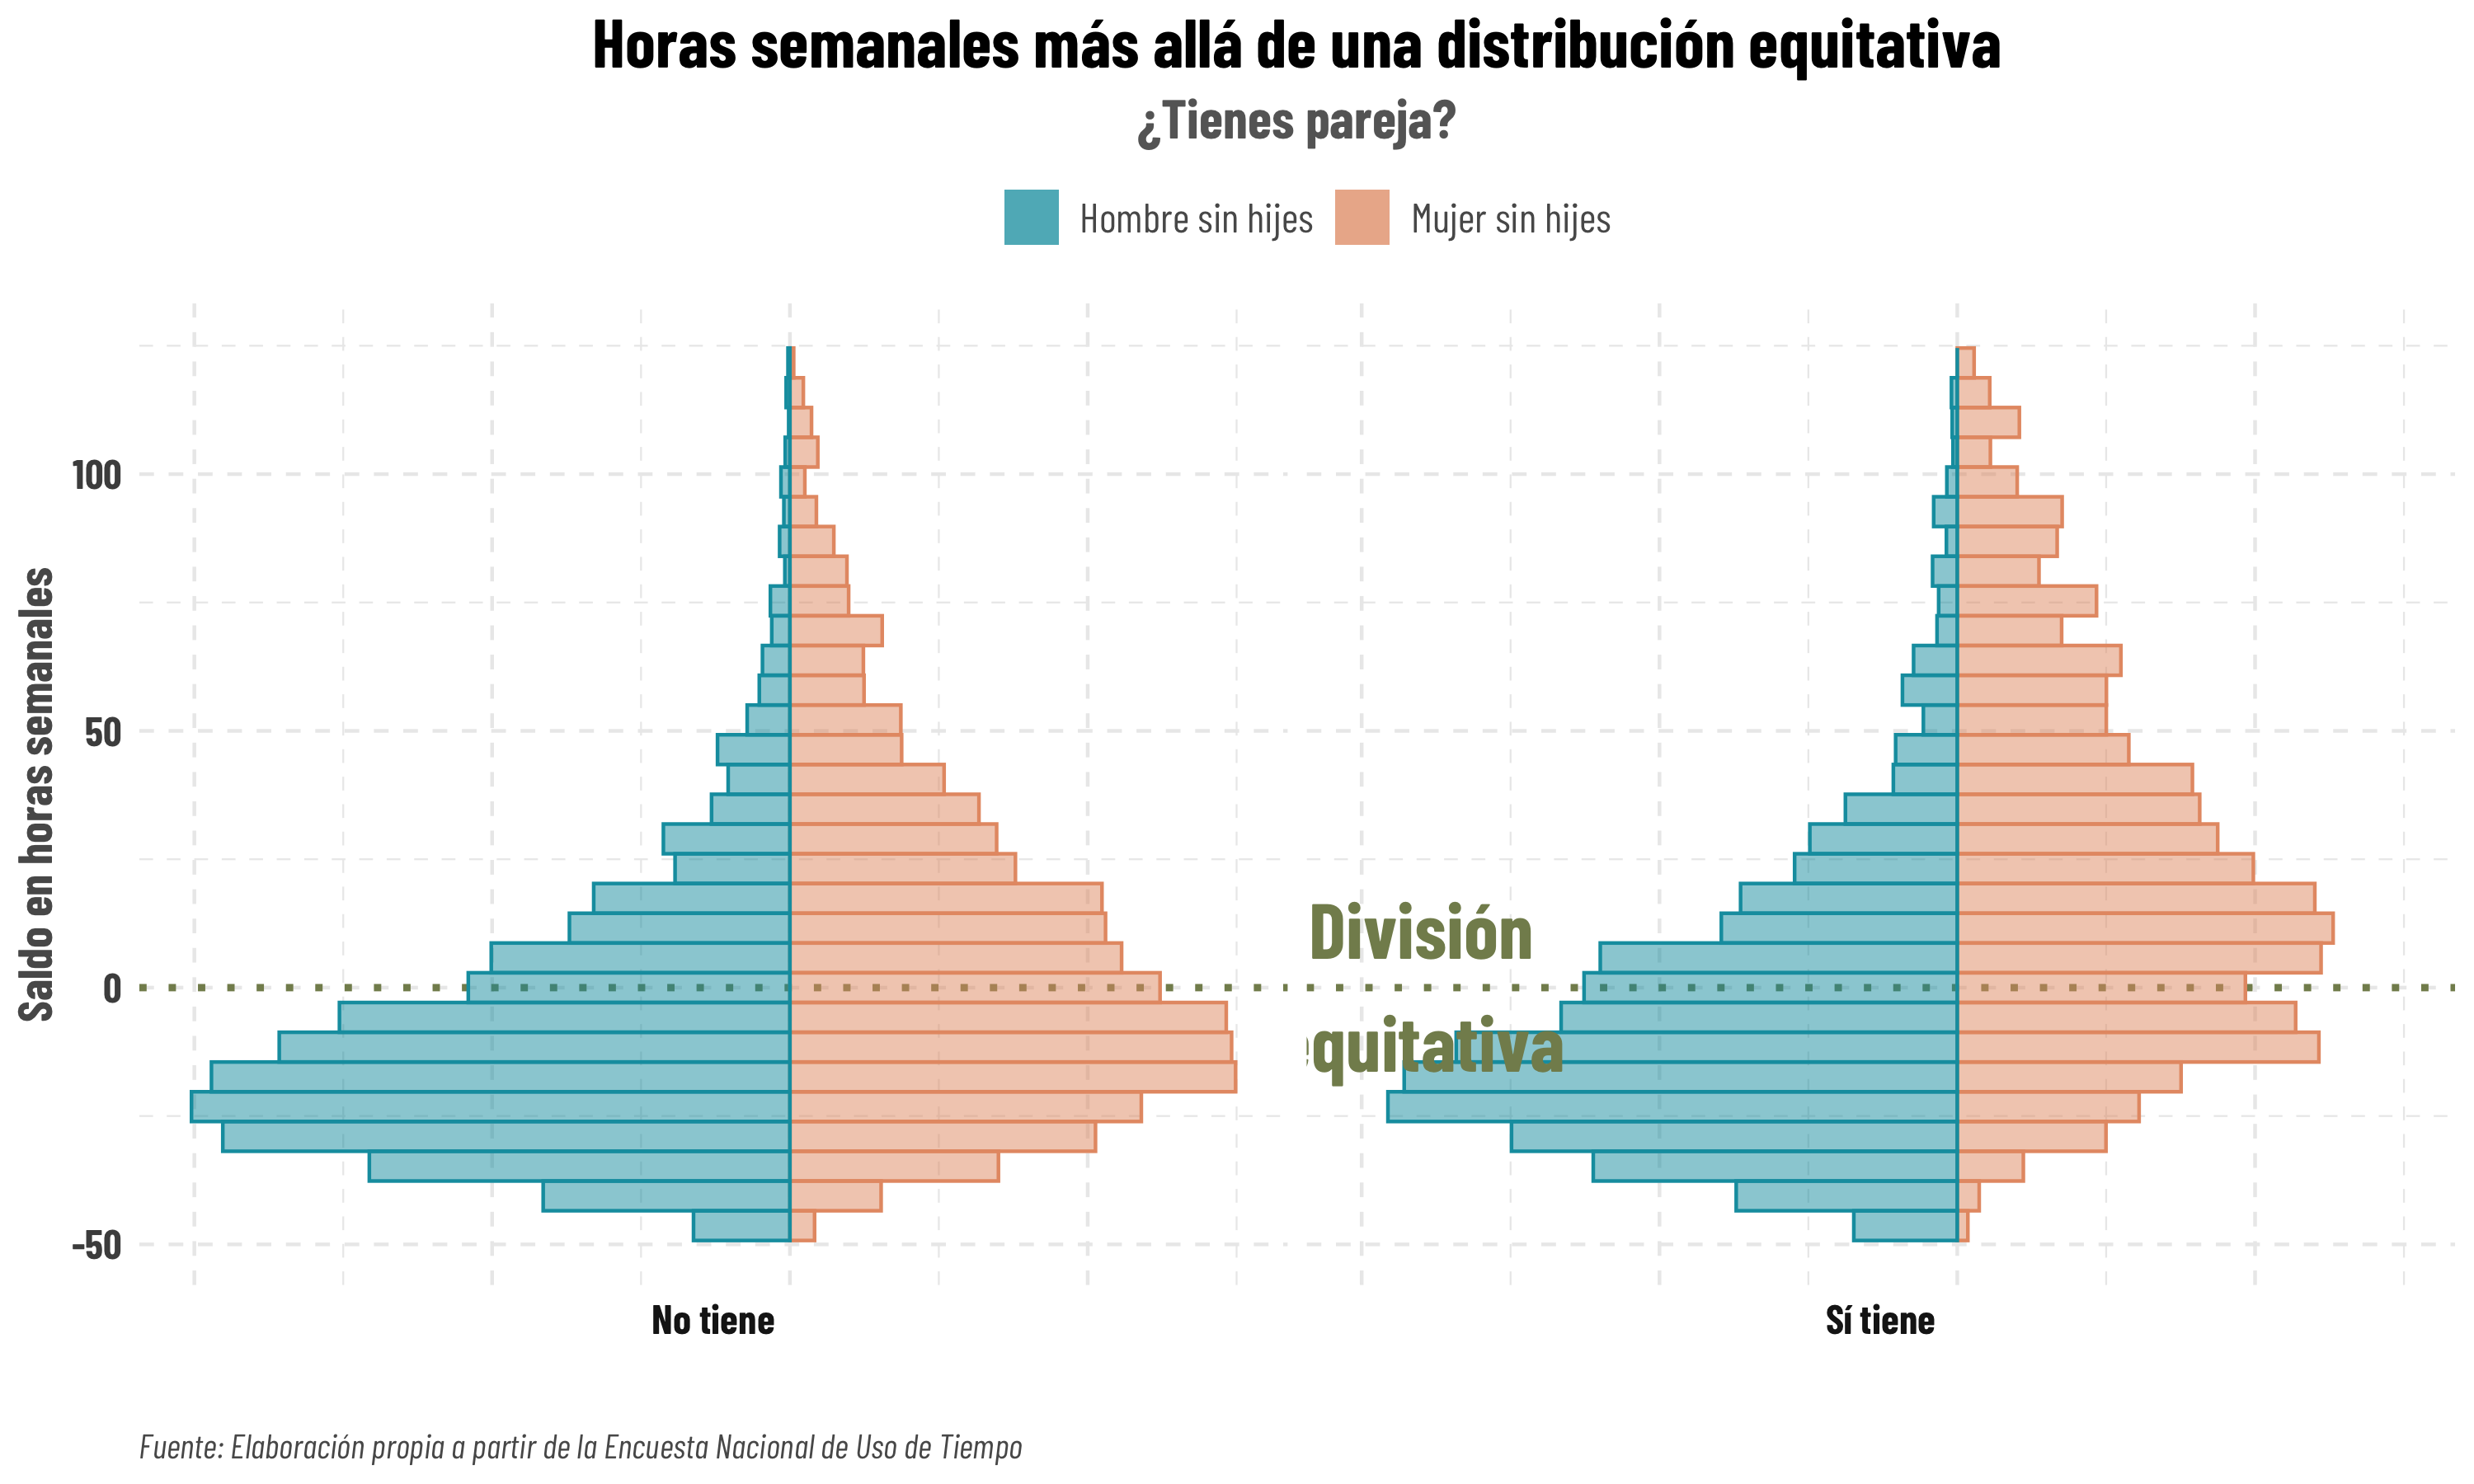 Horas semanales más allá de una distribución equitativa
¿Tienes pareja?
Hombre sin hijes
Mujer sin hijes
Saldo en horas semanales
100
50
0
-50
División
quitativa
No tiene
Sí tiene
Fuente: Elaboración propia a partir de la Encuesta Nacional de Uso de Tiempo